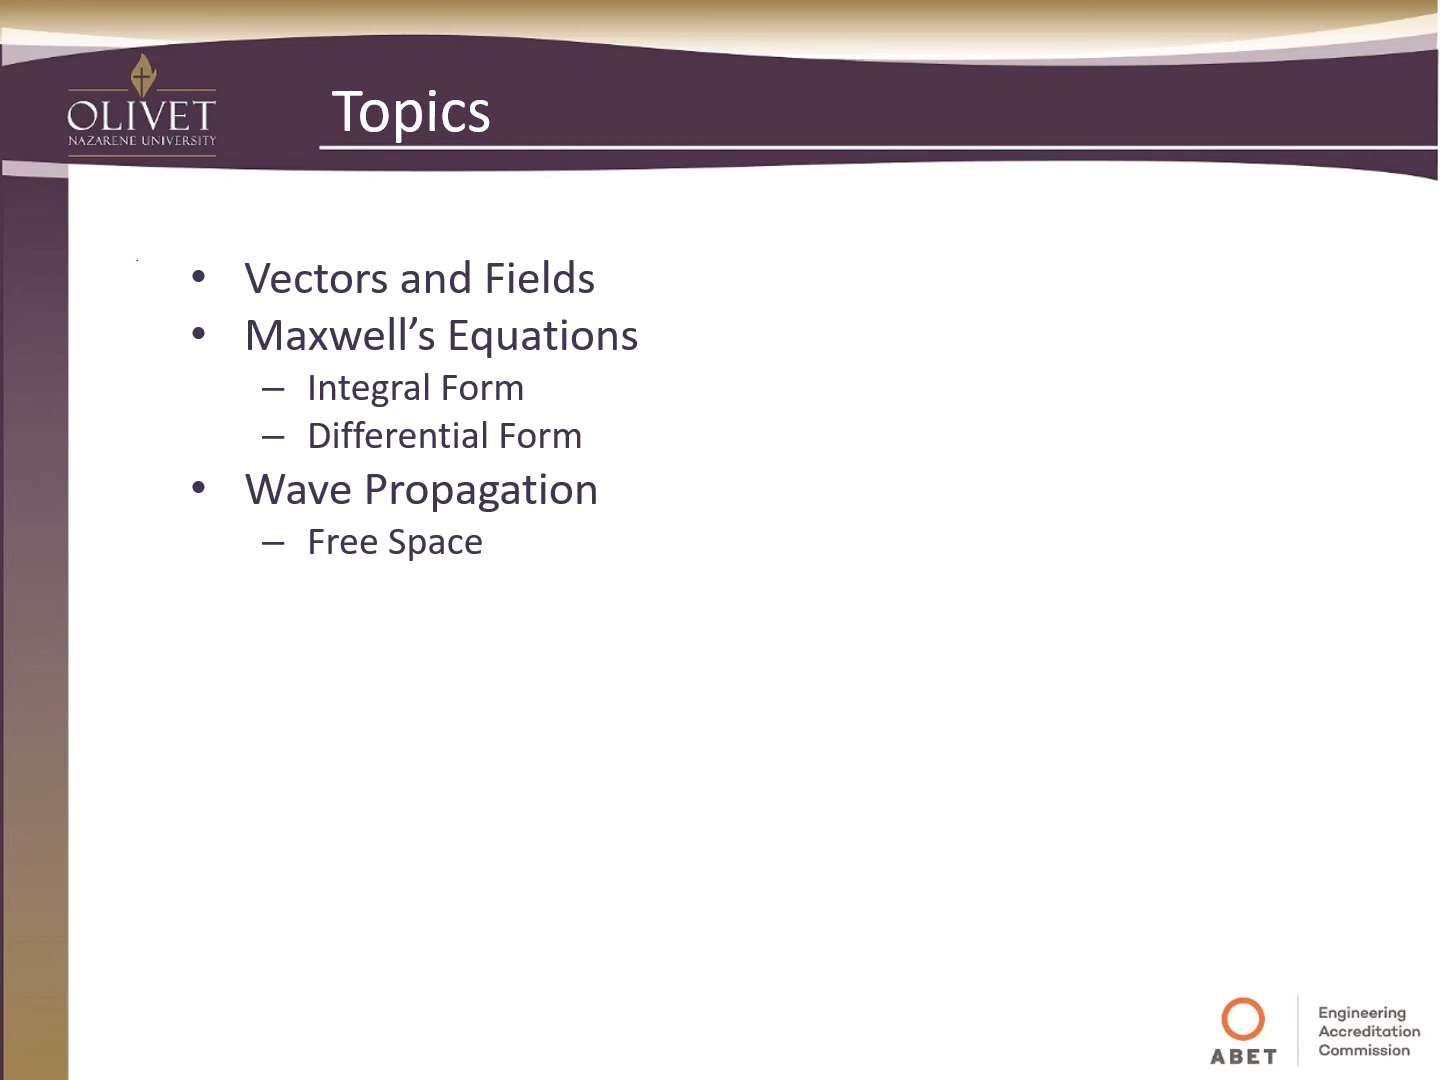 OLIVET
NAZARENE UNIVERSITY
Topics
• Vectors and Fields
• Maxwell’s Equations
– Integral Form
– Differential Form
• Wave Propagation
– Free Space
ABET
Engineering
Accreditation
Commission